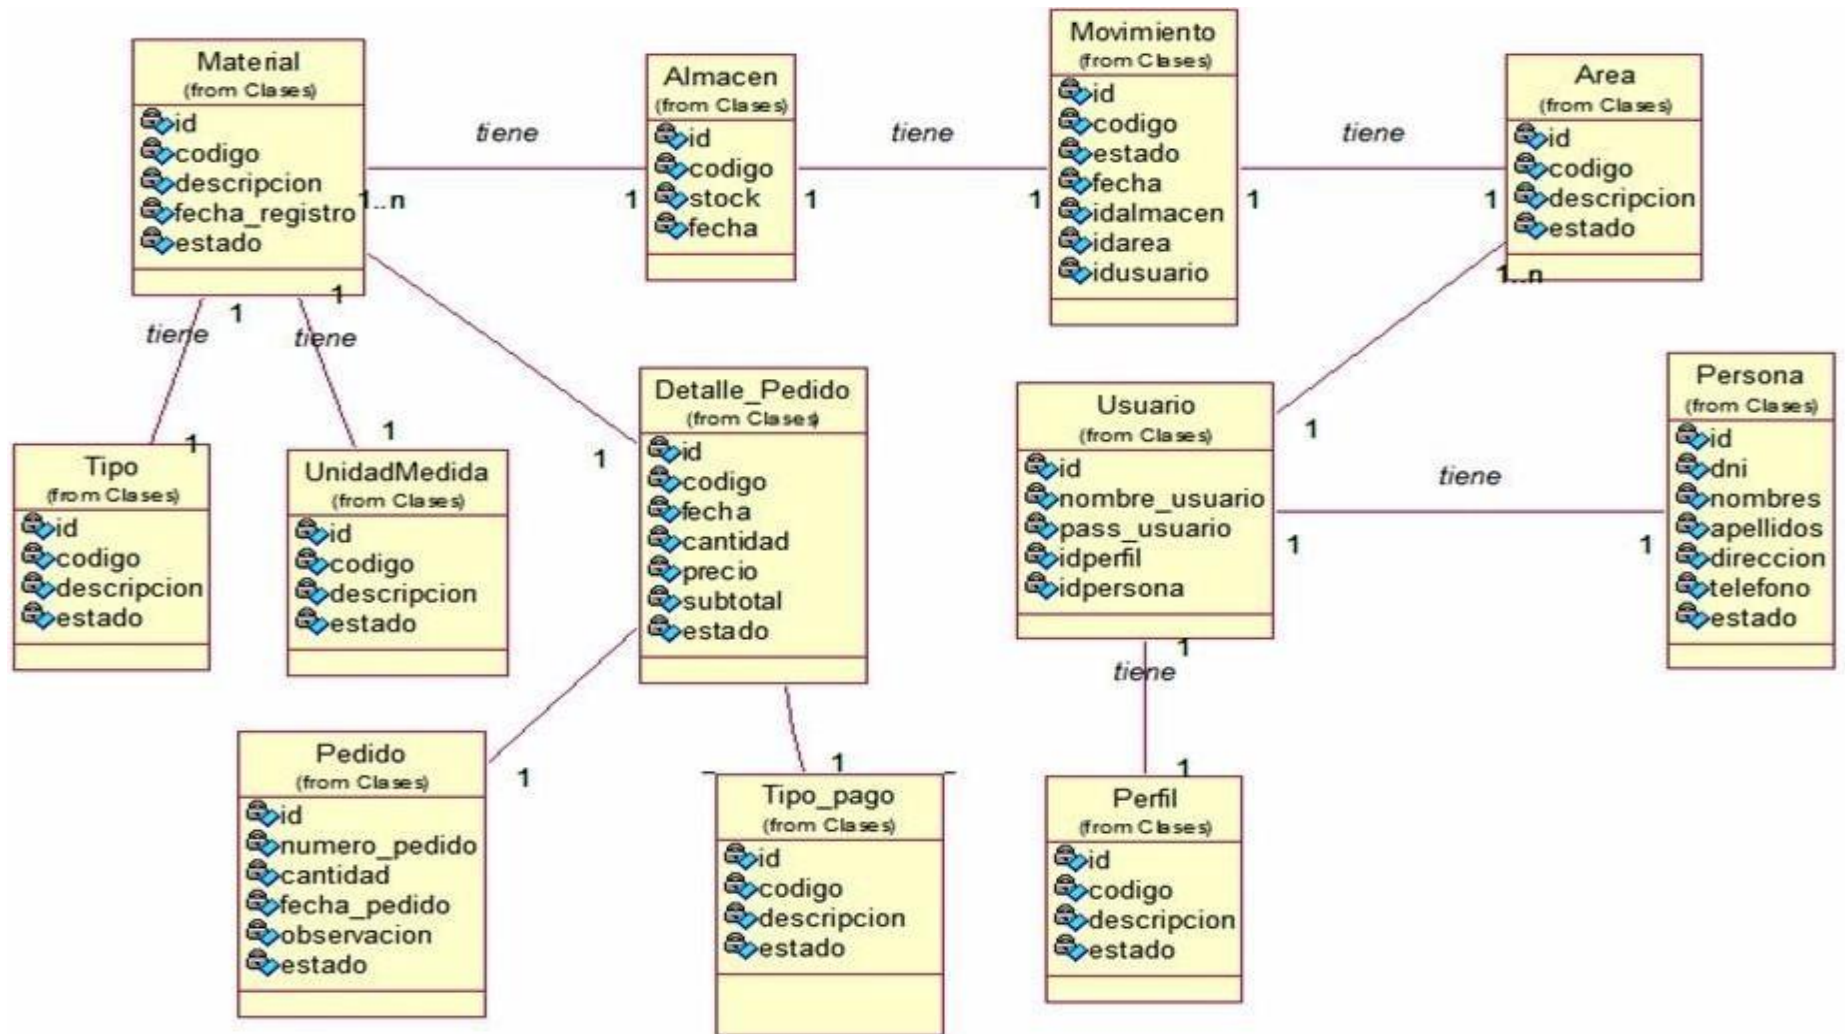 Material
(from Clases)
id
codigo
descripcion
fecha_registro
estado
tiene
1..n
1
Almacen
(from Clases)
id
codigo
stock
fecha
tiene
1
1
Movimiento
(from Clases)
id
codigo
estado
fecha
idalmacen
idarea
idusuario
tiene
1
1
Area
(from Clases)
id
codigo
descripcion
estado
1..n
1
1
1
tiene
tiene
1
1
Tipo
(from Clases)
id
codigo
descripcion
estado
UnidadMedida
(from Clases)
id
codigo
descripcion
estado
1
Detalle_Pedido
(from Clases)
id
codigo
fecha
cantidad
precio
subtotal
estado
Usuario
(from Clases)
id
nombre_usuario
pass_usuario
idperfil
idpersona
tiene
1
1
Persona
(from Clases)
id
dni
nombres
apellidos
direccion
telefono
estado
1
tiene
1
Pedido
(from Clases)
id
numero_pedido
cantidad
fecha_pedido
observacion
estado
1
1
Tipo_pago
(from Clases)
id
codigo
descripcion
estado
Perfil
(from Clases)
id
codigo
descripcion
estado